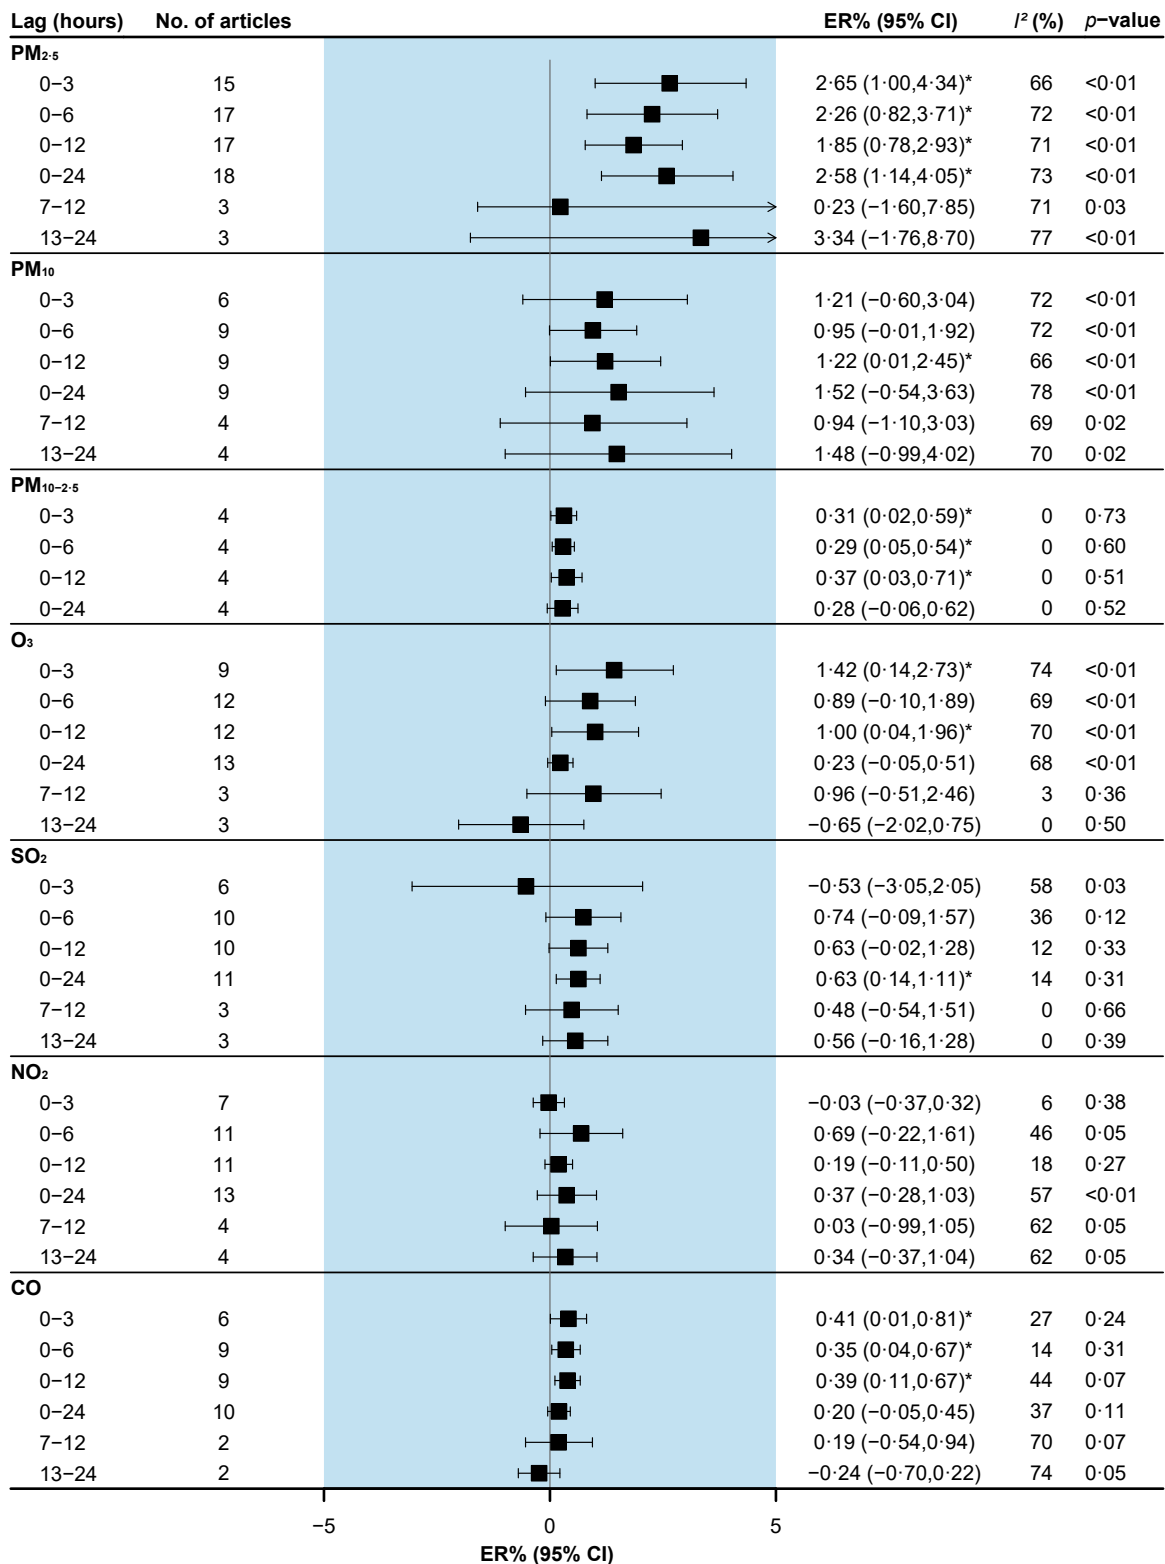 Lag (hours) No. of articles ER% (95% CI) I² (%) p−value
PM₂·₅
0−3 15 2·65 (1·00,4·34)* 66 <0·01
0−6 17 2·26 (0·82,3·71)* 72 <0·01
0−12 17 1·85 (0·78,2·93)* 71 <0·01
0−24 18 2·58 (1·14,4·05)* 73 <0·01
7−12 3 0·23 (−1·60,7·85) 71 0·03
13−24 3 3·34 (−1·76,8·70) 77 <0·01
PM₁₀
0−3 6 1·21 (−0·60,3·04) 72 <0·01
0−6 9 0·95 (−0·01,1·92) 72 <0·01
0−12 9 1·22 (0·01,2·45)* 66 <0·01
0−24 9 1·52 (−0·54,3·63) 78 <0·01
7−12 4 0·94 (−1·10,3·03) 69 0·02
13−24 4 1·48 (−0·99,4·02) 70 0·02
PM₁₀₋₂·₅
0−3 4 0·31 (0·02,0·59)* 0 0·73
0−6 4 0·29 (0·05,0·54)* 0 0·60
0−12 4 0·37 (0·03,0·71)* 0 0·51
0−24 4 0·28 (−0·06,0·62) 0 0·52
O₃
0−3 9 1·42 (0·14,2·73)* 74 <0·01
0−6 12 0·89 (−0·10,1·89) 69 <0·01
0−12 12 1·00 (0·04,1·96)* 70 <0·01
0−24 13 0·23 (−0·05,0·51) 68 <0·01
7−12 3 0·96 (−0·51,2·46) 3 0·36
13−24 3 −0·65 (−2·02,0·75) 0 0·50
SO₂
0−3 6 −0·53 (−3·05,2·05) 58 0·03
0−6 10 0·74 (−0·09,1·57) 36 0·12
0−12 10 0·63 (−0·02,1·28) 12 0·33
0−24 11 0·63 (0·14,1·11)* 14 0·31
7−12 3 0·48 (−0·54,1·51) 0 0·66
13−24 3 0·56 (−0·16,1·28) 0 0·39
NO₂
0−3 7 −0·03 (−0·37,0·32) 6 0·38
0−6 11 0·69 (−0·22,1·61) 46 0·05
0−12 11 0·19 (−0·11,0·50) 18 0·27
0−24 13 0·37 (−0·28,1·03) 57 <0·01
7−12 4 0·03 (−0·99,1·05) 62 0·05
13−24 4 0·34 (−0·37,1·04) 62 0·05
CO
0−3 6 0·41 (0·01,0·81)* 27 0·24
0−6 9 0·35 (0·04,0·67)* 14 0·31
0−12 9 0·39 (0·11,0·67)* 44 0·07
0−24 10 0·20 (−0·05,0·45) 37 0·11
7−12 2 0·19 (−0·54,0·94) 70 0·07
13−24 2 −0·24 (−0·70,0·22) 74 0·05
−5 0 5
ER% (95% CI)